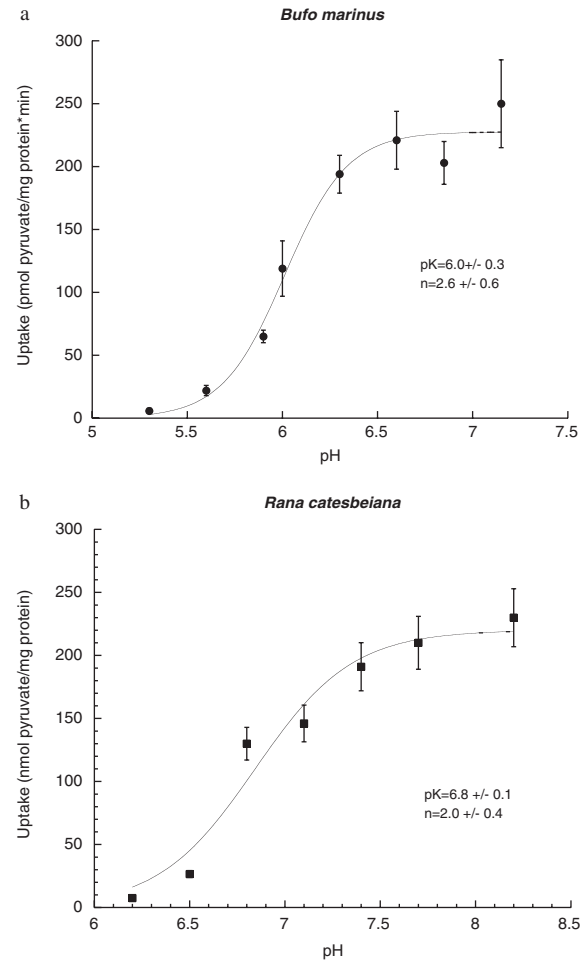 a
Bufo marinus
300
250
200
150
100
50
0
5
5.5
6
6.5
7
7.5
pH
Uptake (pmol pyruvate/mg protein*min)
pK=6.0+/- 0.3
n=2.6 +/- 0.6
b
Rana catesbeiana
300
250
200
150
100
50
0
6
6.5
7
7.5
8
8.5
pH
Uptake (nmol pyruvate/mg protein)
pK=6.8 +/- 0.1
n=2.0 +/- 0.4